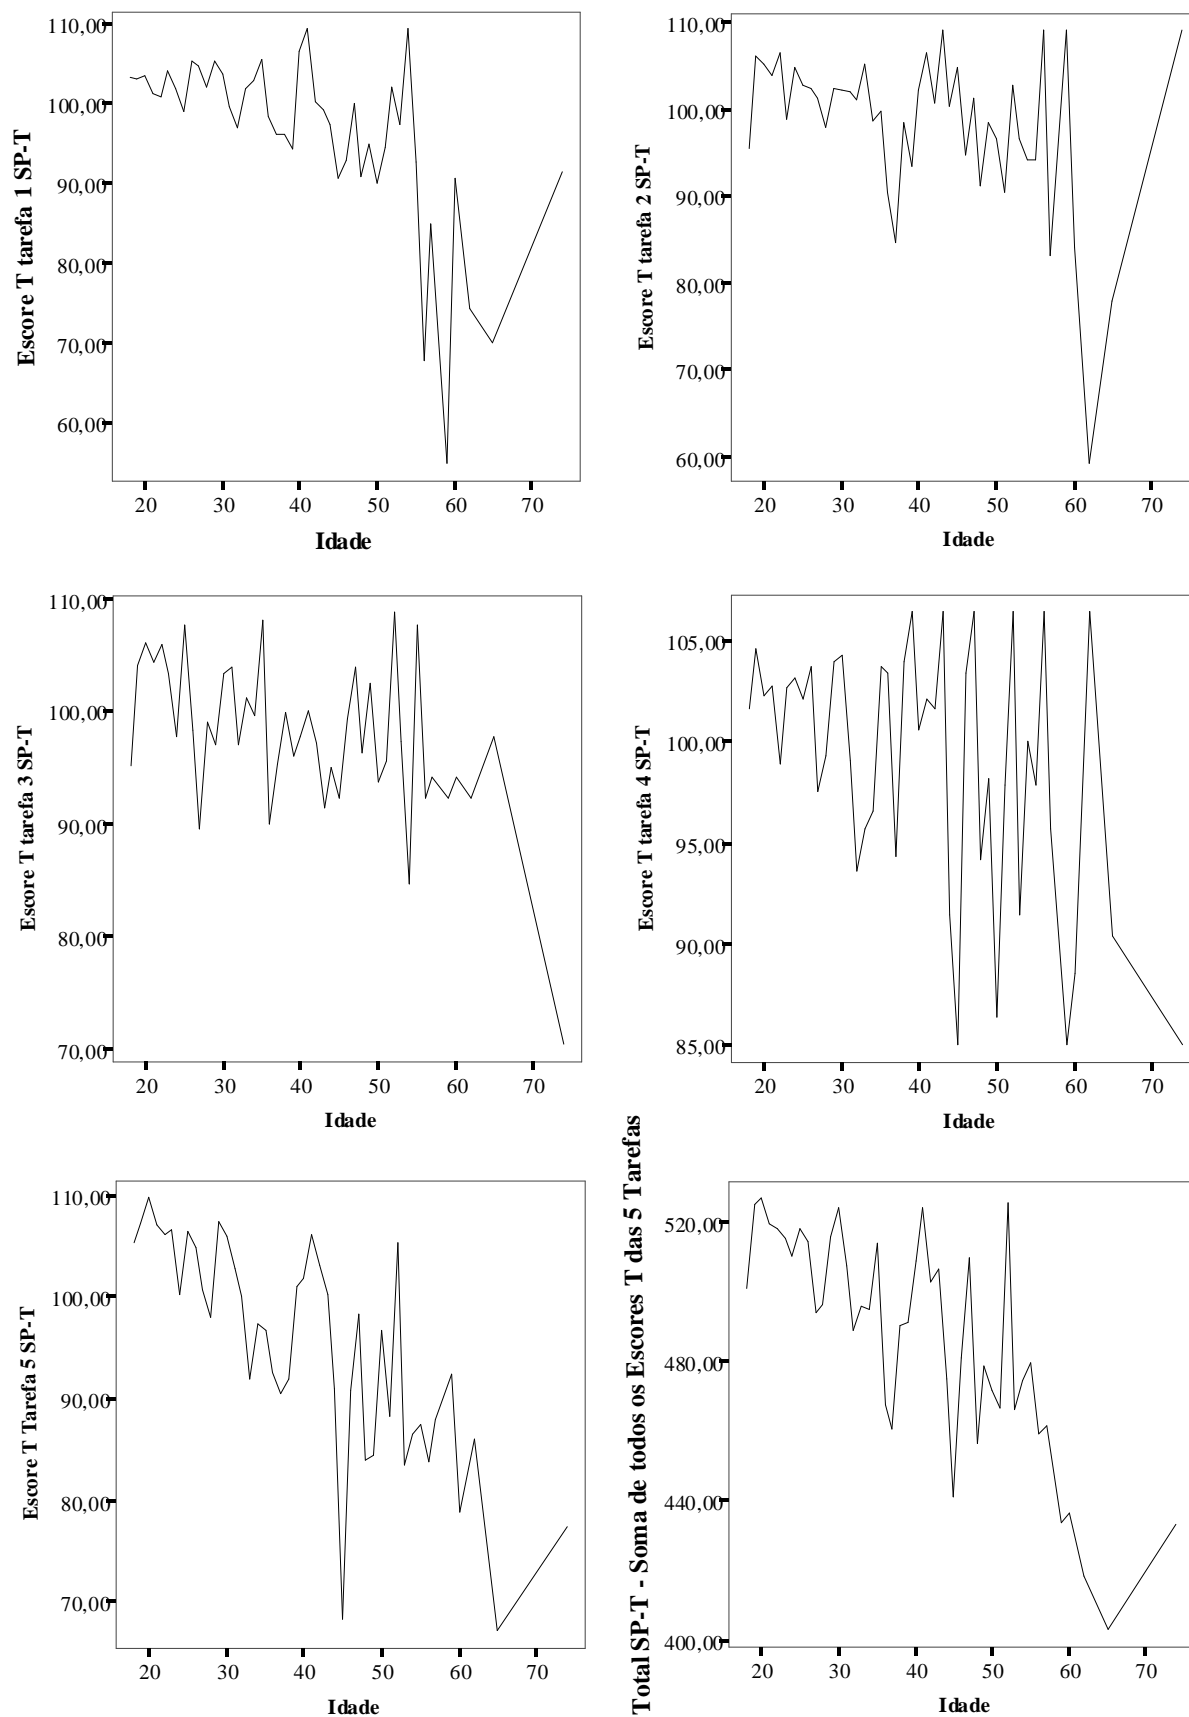 Escore T tarefa 1 SP-T
110,00
100,00
90,00
80,00
70,00
60,00
20 30 40 50 60 70
Idade
Escore T tarefa 2 SP-T
110,00
100,00
90,00
80,00
70,00
60,00
20 30 40 50 60 70
Idade
Escore T tarefa 3 SP-T
110,00
100,00
90,00
80,00
70,00
20 30 40 50 60 70
Idade
Escore T tarefa 4 SP-T
105,00
100,00
95,00
90,00
85,00
20 30 40 50 60 70
Idade
Escore T Tarefa 5 SP-T
110,00
100,00
90,00
80,00
70,00
20 30 40 50 60 70
Idade
Total SP-T - Soma de todos os Escores T das 5 Tarefas
520,00
480,00
440,00
400,00
20 30 40 50 60 70
Idade